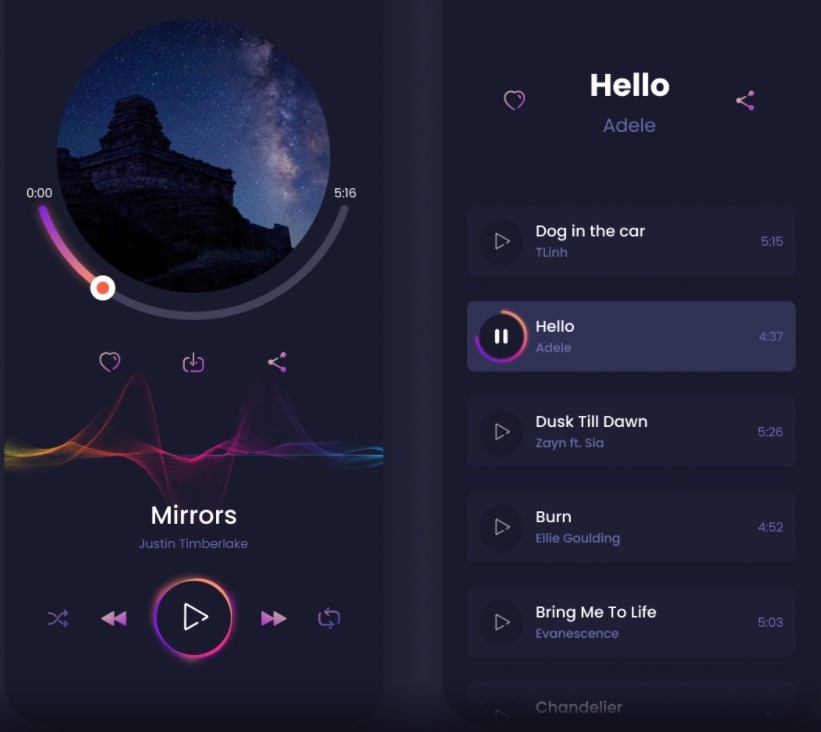 0:00
5:16
Mirrors
Justin Timberlake
Hello
Adele
Dog in the car
TLinh
5:15
Hello
Adele
4:37
Dusk Till Dawn
Zayn ft. Sia
5:26
Burn
Ellie Goulding
4:52
Bring Me To Life
Evanescence
5:03
Chandelier